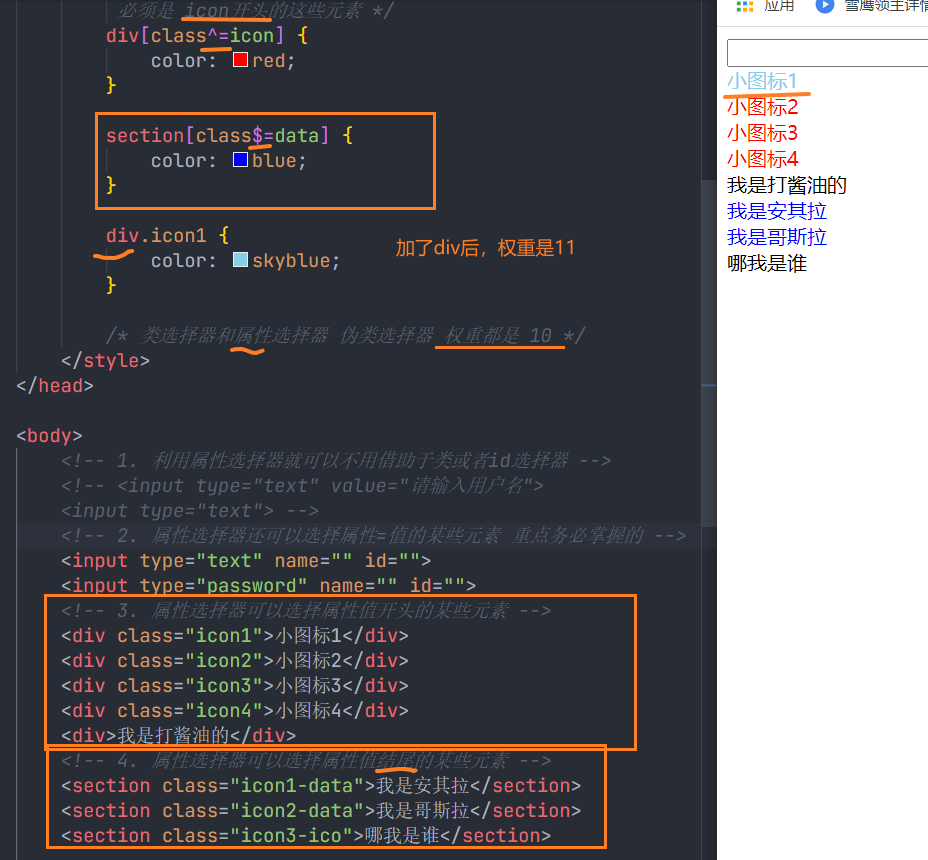 必须是 icon开头的这些元素 */
div[class^=icon] {
color: red;
}
section[class$=data] {
color: blue;
}
div.icon1 {
color: skyblue;
}
加了div后，权重是11
/* 类选择器和属性选择器 伪类选择器 权重都是 10 */
</style>
</head>
<body>
<!-- 1. 利用属性选择器就可以不用借助于类或者id选择器 -->
<!-- <input type="text" value="请输入用户名">
<input type="text"> -->
<!-- 2. 属性选择器还可以选择属性=值的某些元素 重点务必掌握的 -->
<input type="text" name="" id="">
<input type="password" name="" id="">
<!-- 3. 属性选择器可以选择属性值开头的某些元素 -->
<div class="icon1">小图标1</div>
<div class="icon2">小图标2</div>
<div class="icon3">小图标3</div>
<div class="icon4">小图标4</div>
<div>我是打酱油的</div>
<!-- 4. 属性选择器可以选择属性值结尾的某些元素 -->
<section class="icon1-data">我是安其拉</section>
<section class="icon2-data">我是哥斯拉</section>
<section class="icon3-ico">哪我是谁</section>
应用 雪鹰领主详情
小图标1
小图标2
小图标3
小图标4
我是打酱油的
我是安其拉
我是哥斯拉
哪我是谁